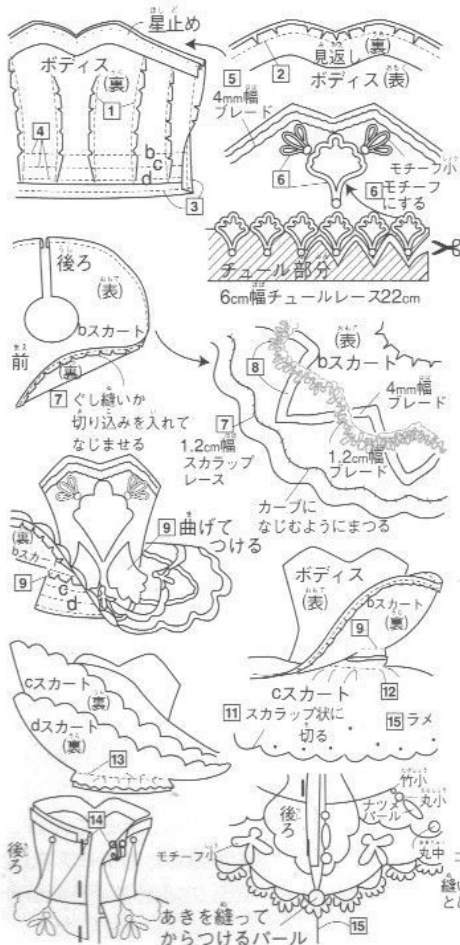 星止め
ボディス
(裏)
1
4
b
c
d
3
見返し(裏)
2
ボディス(表)
5
4mm幅
ブレード
モチーフ小
6
6 モチーフ
にする
チュール部分
6cm幅チュールレース22cm
後ろ
(表)
bスカート
前
(裏)
7 ぐし縫いか
切り込みを入れて
なじませる
(表)
bスカート
8
7
4mm幅
ブレード
1.2cm幅
スカラップ
レース
1.2cm幅
ブレード
カーブに
なじむようにまつる
9 曲げて
つける
(裏)
bスカート
9
c
d
ボディス
(表)
bスカート
(裏)
9
12
cスカート
11 スカラップ状に
切る
15 ラメ
cスカート
(裏)
dスカート
(裏)
13
14
後ろ
モチーフ小
あきを縫って
からつけるパール
後ろ
ナツメ
パール
竹小
丸小
丸中
縫い
とじ
15